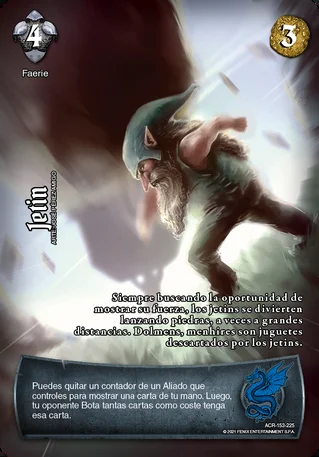 4
3
Faerie
Jetin
Siempre buscando la oportunidad de
mostrar su fuerza, los jetins se divierten
lanzando piedras, a veces a grandes
distancias. Dolmens, menhires son juguetes
descartados por los jetins.
Puedes quitar un contador de un Aliado que
controles para mostrar una carta de tu mano. Luego,
tu oponente Bota tantas cartas como coste tenga
esa carta.
ACR-153-225
© 2021 FENIX ENTERTAINMENT S.P.A.